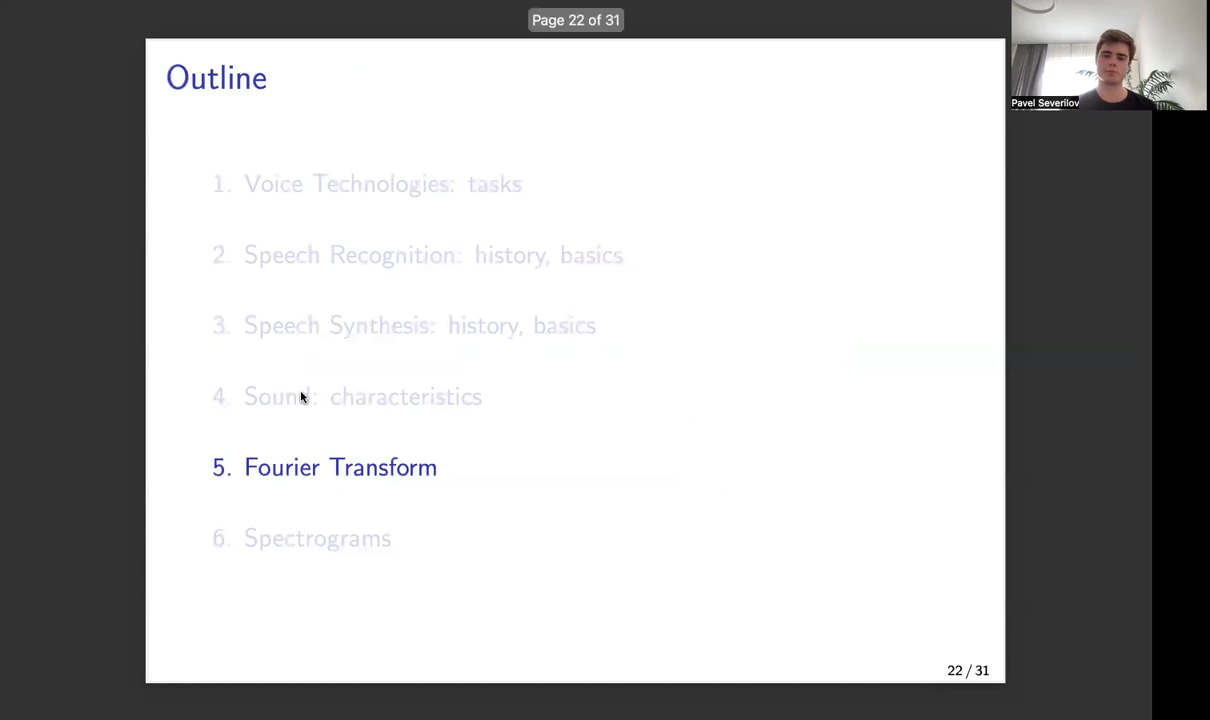 Page 22 of 31
Outline
1. Voice Technologies: tasks
2. Speech Recognition: history, basics
3. Speech Synthesis: history, basics
4. Sound: characteristics
5. Fourier Transform
6. Spectrograms
22 / 31
Pavel Severilov